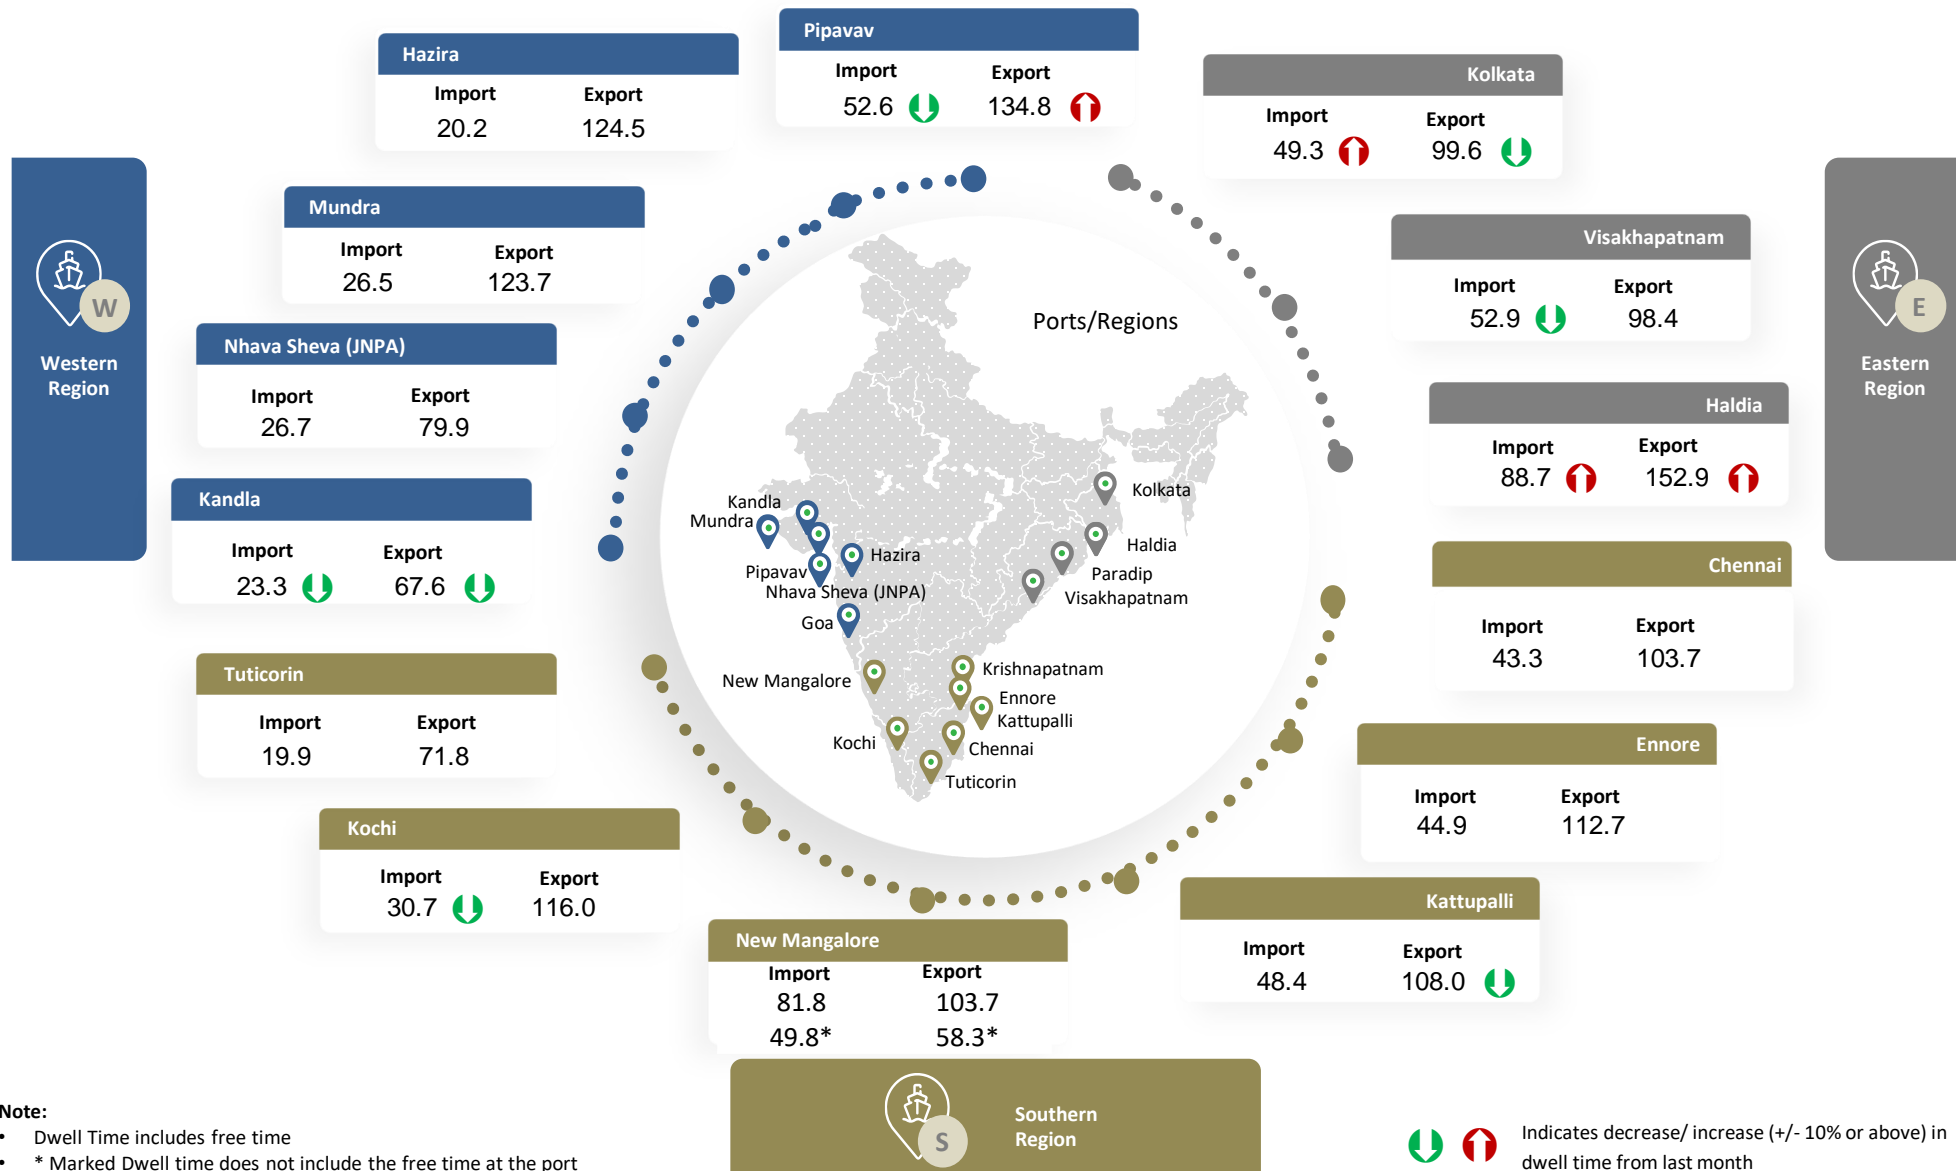 Hazira
Import Export
20.2 124.5
Pipavav
Import Export
52.6 134.8
Kolkata
Import Export
49.3 99.6
Mundra
Import Export
26.5 123.7
Visakhapatnam
Import Export
52.9 98.4
W
Western
Region
E
Eastern
Region
Nhava Sheva (JNPA)
Import Export
26.7 79.9
Haldia
Import Export
88.7 152.9
Kandla
Import Export
23.3 67.6
Chennai
Import Export
43.3 103.7
Ports/Regions
Kandla
Mundra
Pipavav
Hazira
Nhava Sheva (JNPA)
Goa
Kolkata
Haldia
Paradip
Visakhapatnam
New Mangalore
Krishnapatnam
Ennore
Kattupalli
Kochi
Chennai
Tuticorin
Tuticorin
Import Export
19.9 71.8
Ennore
Import Export
44.9 112.7
Kochi
Import Export
30.7 116.0
Kattupalli
Import Export
48.4 108.0
New Mangalore
Import Export
81.8 103.7
49.8* 58.3*
S
Southern
Region
Note:
• Dwell Time includes free time
• * Marked Dwell time does not include the free time at the port
Indicates decrease/ increase (+/- 10% or above) in
dwell time from last month